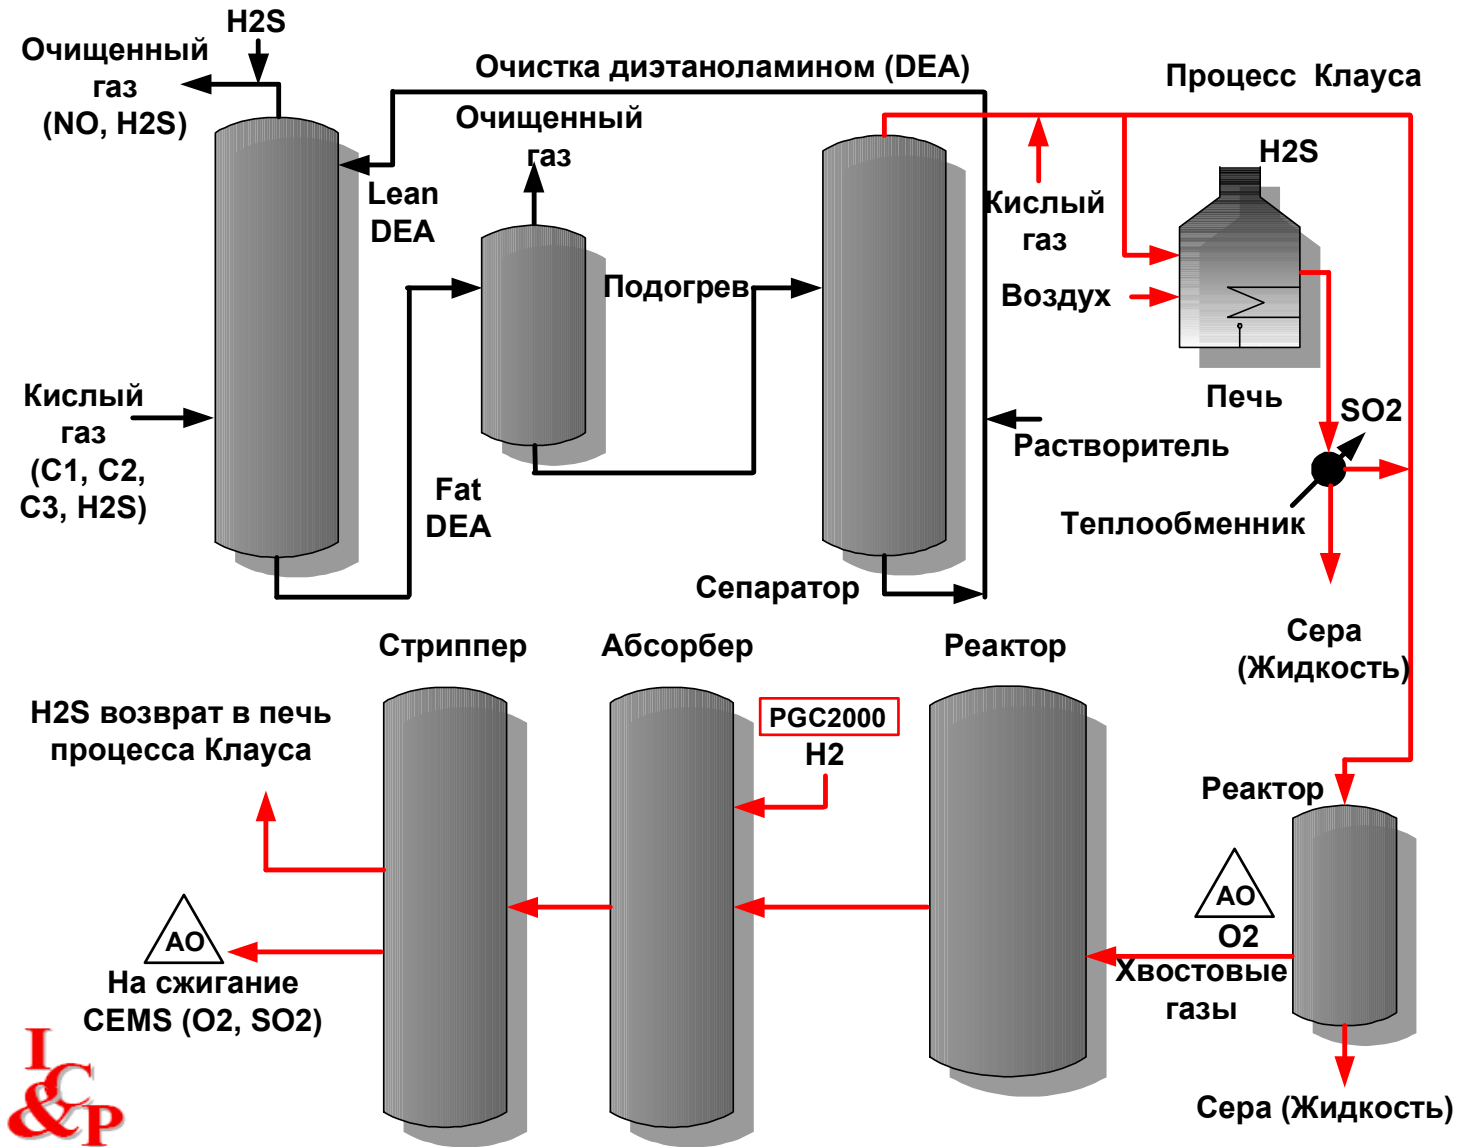 H2S
Очищенный
газ
(NO, H2S)
Очистка диэтаноламином (DEA)
Процесс Клауса
Очищенный
газ
H2S
Lean
DEA
Кислый
газ
Подогрев
Воздух
Кислый
газ
(C1, C2,
C3, H2S)
Печь
SO2
Растворитель
Fat
DEA
Теплообменник
Сепаратор
Сера
(Жидкость)
Стриппер
Абсорбер
Реактор
H2S возврат в печь
процесса Клауса
PGC2000
H2
Реактор
AO
O2
Хвостовые
газы
AO
На сжигание
CEMS (O2, SO2)
Сера (Жидкость)
I
C
&P